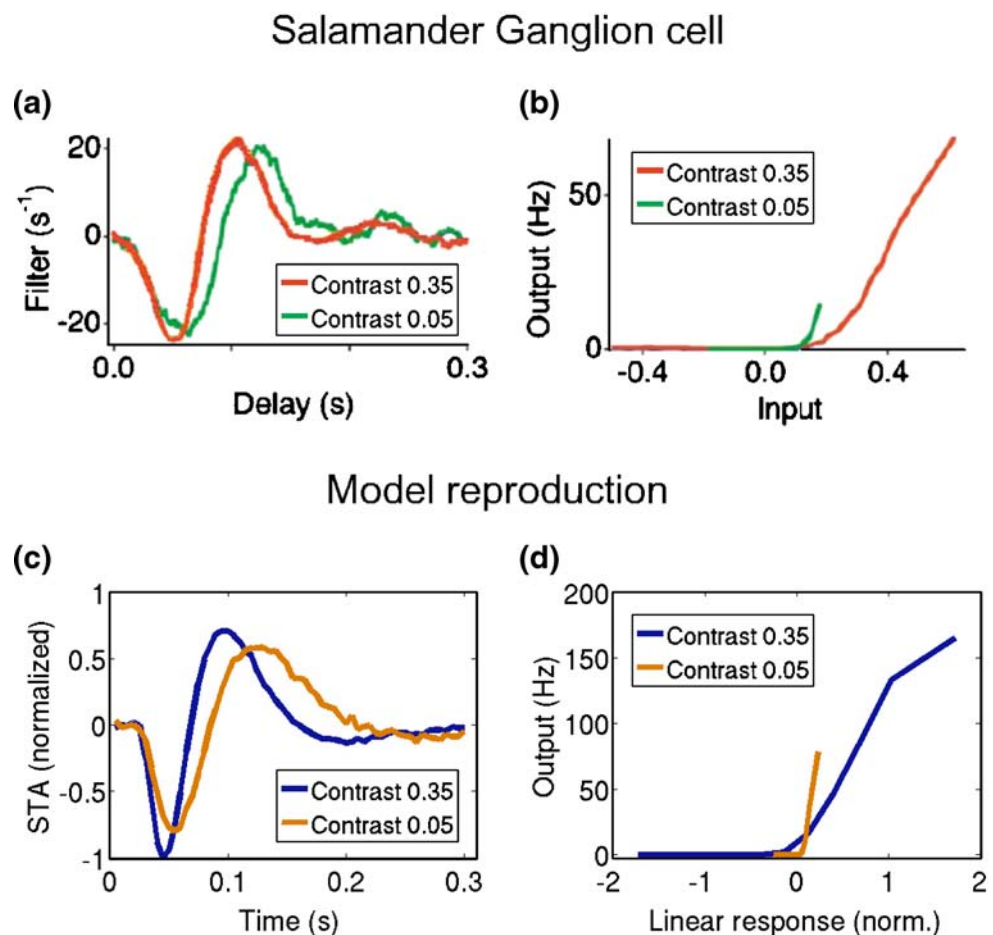 Salamander Ganglion cell
(a)
20
0
-20
Filter (s⁻¹)
Contrast 0.35
Contrast 0.05
0.0
0.3
Delay (s)
(b)
50
0
Output (Hz)
Contrast 0.35
Contrast 0.05
-0.4
0.0
0.4
Input
Model reproduction
(c)
1
0.5
0
-0.5
-1
STA (normalized)
Contrast 0.35
Contrast 0.05
0
0.1
0.2
0.3
Time (s)
(d)
200
150
100
50
0
Output (Hz)
Contrast 0.35
Contrast 0.05
-2
-1
0
1
2
Linear response (norm.)